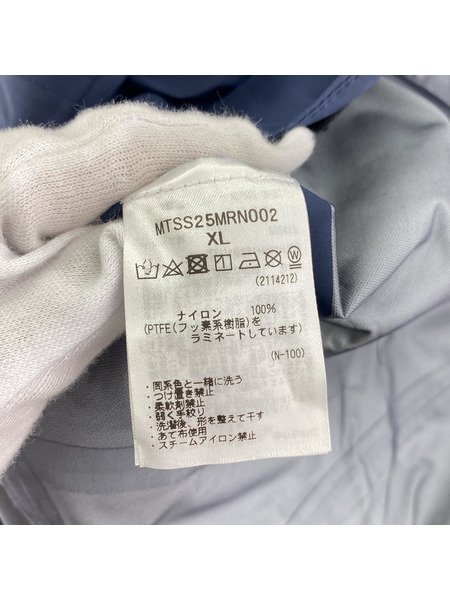 MTSS25MRN002
XL
(2114212)
ナイロン 100%
(PTFE(フッ素系樹脂)を
ラミネートしています)
(N-100)
・同系色と一緒に洗う
・つけ置き禁止
・柔軟剤禁止
・弱く手絞り
・洗濯後、形を整えて干す
・あて布使用
・スチームアイロン禁止